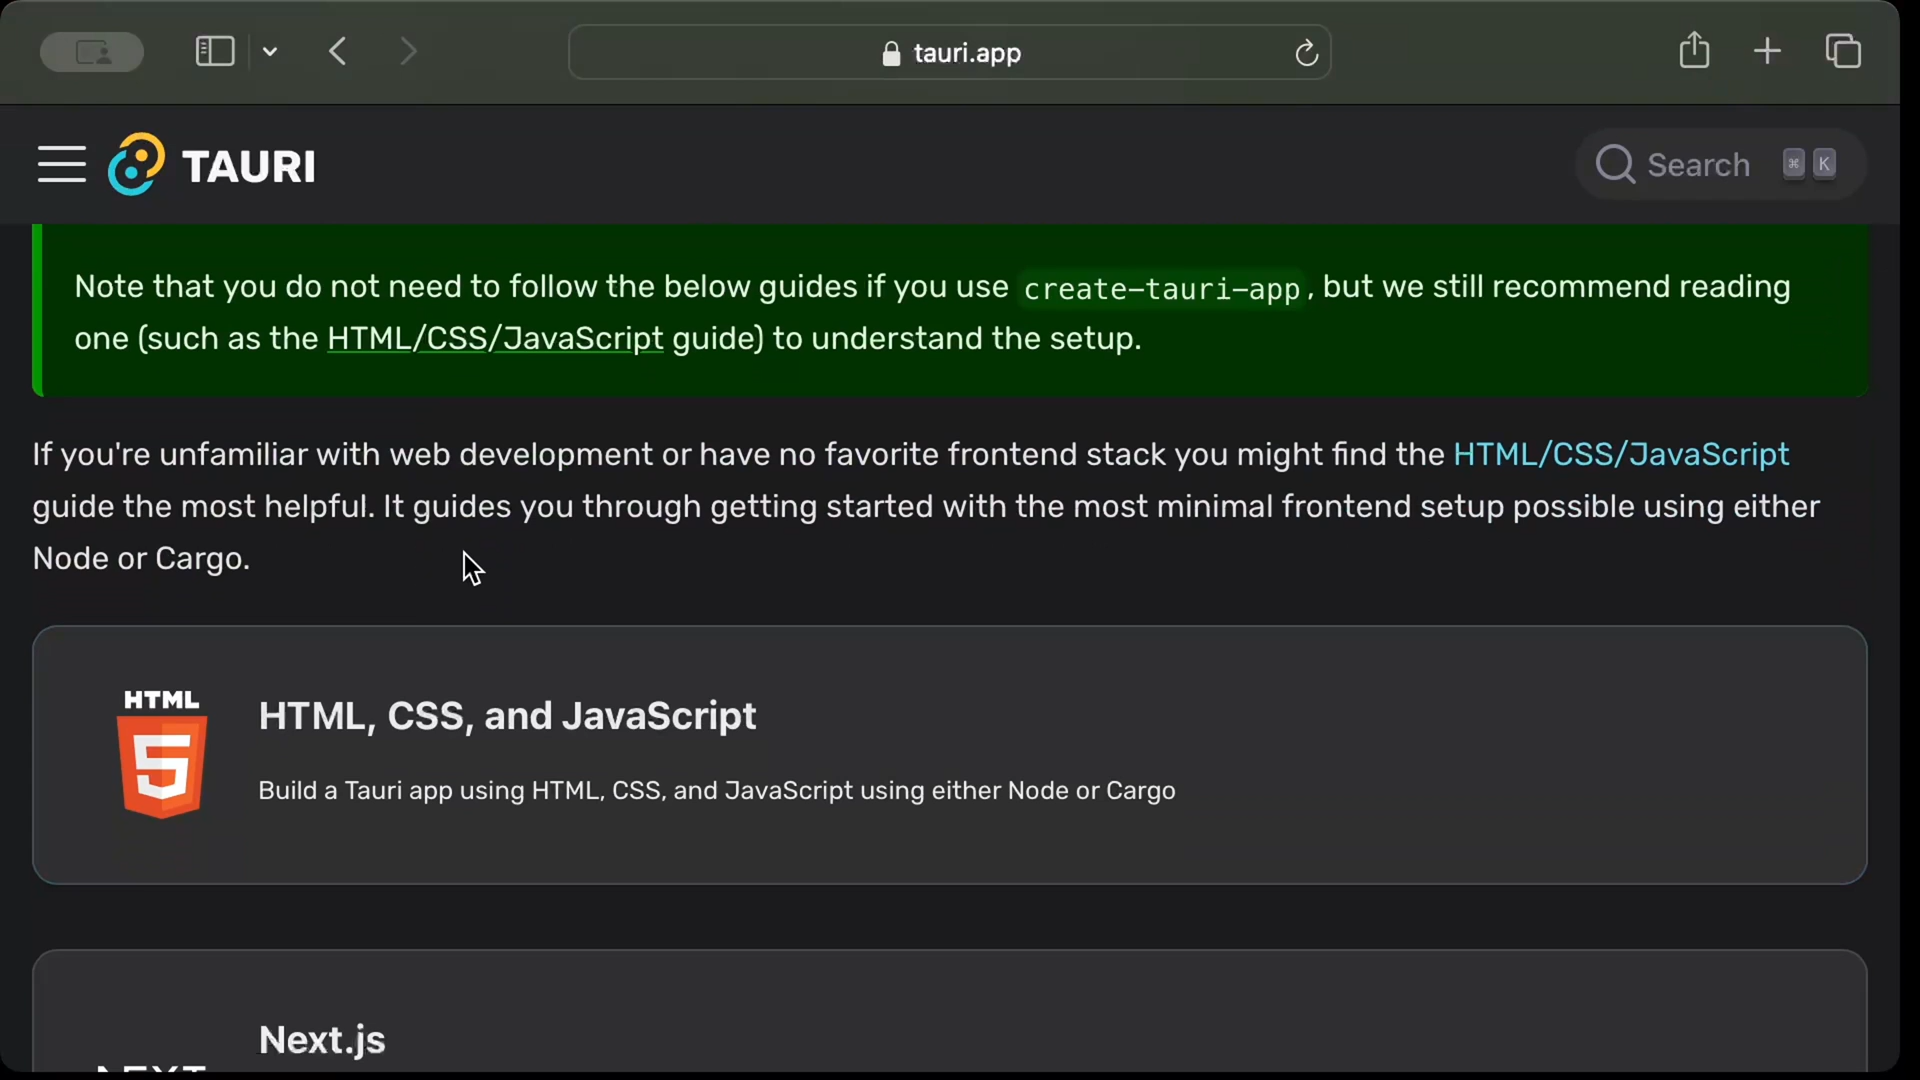 tauri.app
TAURI
Search ⌘ K
Note that you do not need to follow the below guides if you use create-tauri-app, but we still recommend reading
one (such as the HTML/CSS/JavaScript guide) to understand the setup.
If you're unfamiliar with web development or have no favorite frontend stack you might find the HTML/CSS/JavaScript
guide the most helpful. It guides you through getting started with the most minimal frontend setup possible using either
Node or Cargo.
HTML
5
HTML, CSS, and JavaScript
Build a Tauri app using HTML, CSS, and JavaScript using either Node or Cargo
Next.js
NEXT